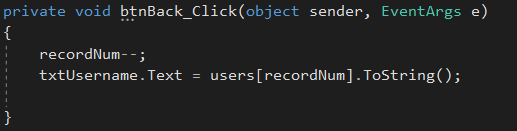 private void btnBack_Click(object sender, EventArgs e)
{
recordNum--;
txtUsername.Text = users[recordNum].ToString();
}